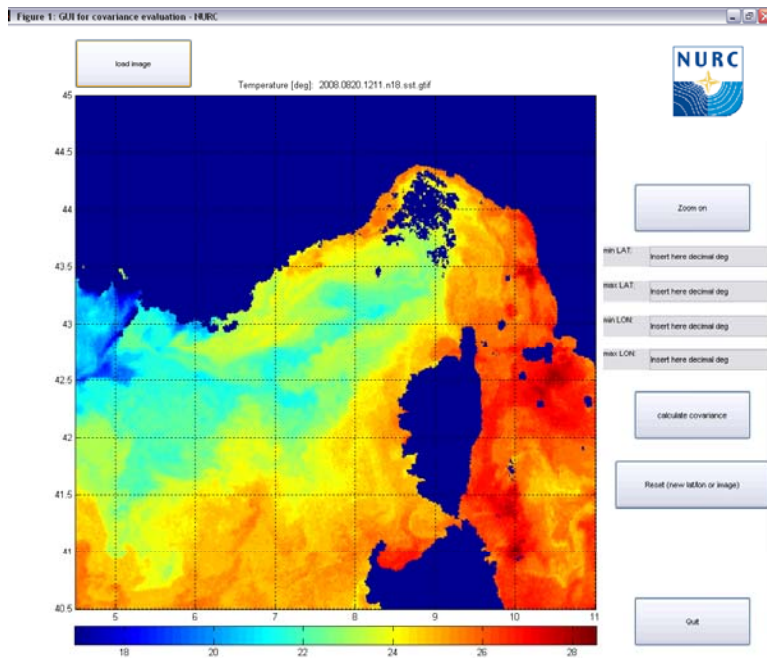 Figure 1: GUI for covariance evaluation - NURC
load image
NURC
Temperature [deg]: 2008.0820.1211.n18.sst.gtif
45
44.5
44
43.5
43
42.5
42
41.5
41
40.5
5 6 7 8 9 10 11
18 20 22 24 26 28
Zoom on
min LAT: Insert here decimal deg
max LAT: Insert here decimal deg
min LON: Insert here decimal deg
max LON: Insert here decimal deg
calculate covariance
Reset (new lat/lon or image)
Quit